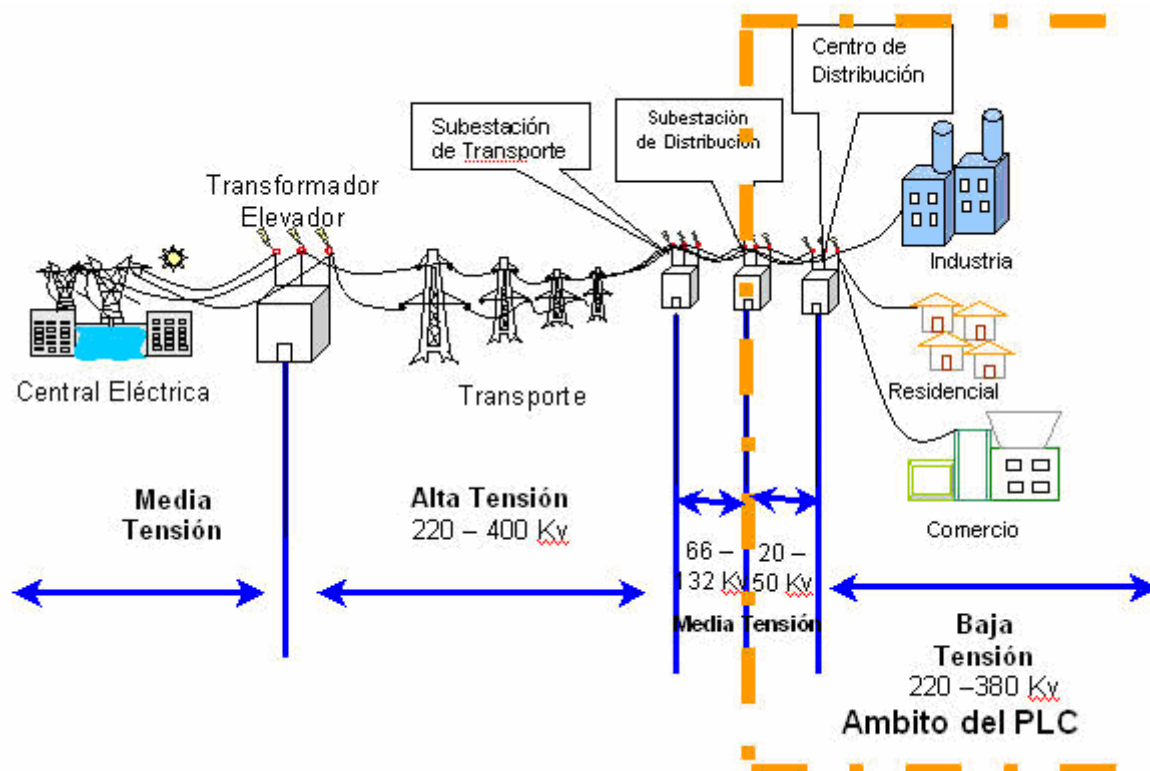 Centro de
Distribución
Subestación
de Transporte
Subestación
de Distribución
Transformador
Elevador
Industria
Central Eléctrica
Transporte
Residencial
Comercio
Media
Tensión
Alta Tensión
220 – 400 Kv
66 –
132 Kv
20 –
50 Kv
Media Tensión
Baja
Tensión
220 –380 Kv
Ambito del PLC